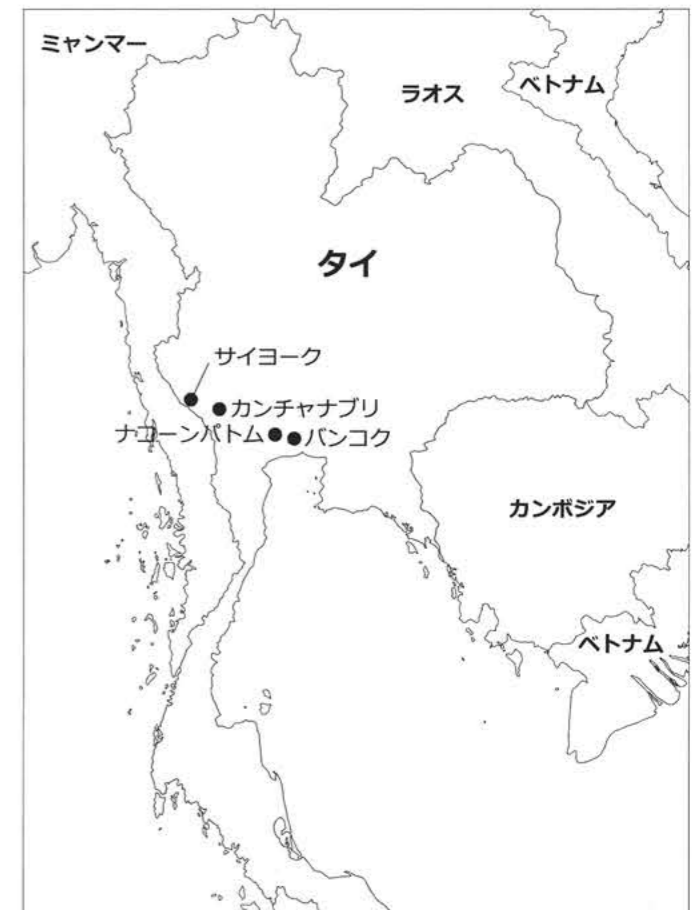 ミャンマー
ラオス
ベトナム
タイ
サイヨーク
カンチャナブリ
ナコーンパトム
バンコク
カンボジア
ベトナム